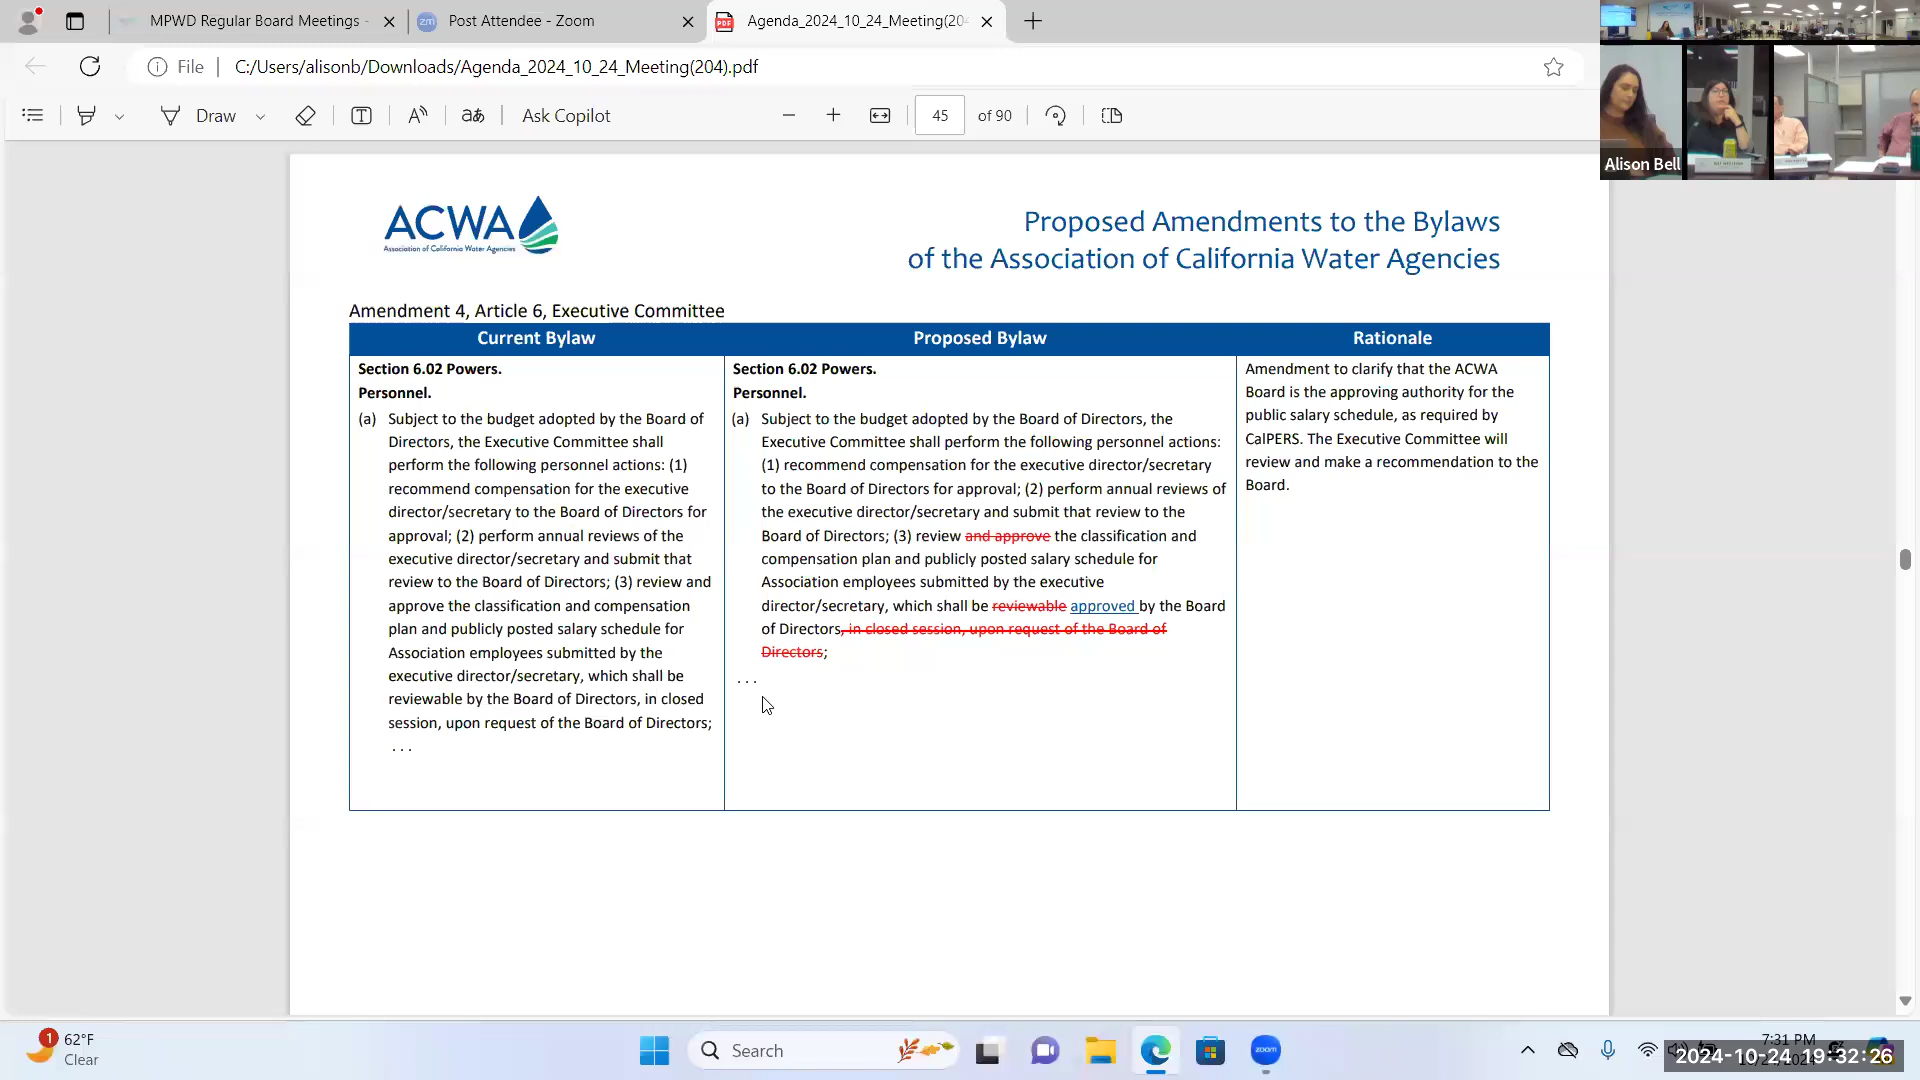 MPWD Regular Board Meetings -
Post Attendee - Zoom
Agenda_2024_10_24_Meeting(204
File
C:/Users/alisonb/Downloads/Agenda_2024_10_24_Meeting(204).pdf
Draw
Ask Copilot
45 of 90
Alison Bell
ACWA
Association of California Water Agencies
Proposed Amendments to the Bylaws
of the Association of California Water Agencies
Amendment 4, Article 6, Executive Committee
Current Bylaw
Section 6.02 Powers.
Personnel.
(a) Subject to the budget adopted by the Board of
Directors, the Executive Committee shall
perform the following personnel actions: (1)
recommend compensation for the executive
director/secretary to the Board of Directors for
approval; (2) perform annual reviews of the
executive director/secretary and submit that
review to the Board of Directors; (3) review and
approve the classification and compensation
plan and publicly posted salary schedule for
Association employees submitted by the
executive director/secretary, which shall be
reviewable by the Board of Directors, in closed
session, upon request of the Board of Directors;
. . .
Proposed Bylaw
Section 6.02 Powers.
Personnel.
(a) Subject to the budget adopted by the Board of Directors, the
Executive Committee shall perform the following personnel actions:
(1) recommend compensation for the executive director/secretary
to the Board of Directors for approval; (2) perform annual reviews of
the executive director/secretary and submit that review to the
Board of Directors; (3) review and approve the classification and
compensation plan and publicly posted salary schedule for
Association employees submitted by the executive
director/secretary, which shall be reviewable approved by the Board
of Directors, in closed session, upon request of the Board of
Directors;
. . .
Rationale
Amendment to clarify that the ACWA
Board is the approving authority for the
public salary schedule, as required by
CalPERS. The Executive Committee will
review and make a recommendation to the
Board.
1
62°F
Clear
Search
zoom
7:31 PM
2024-10-24 19:32:26